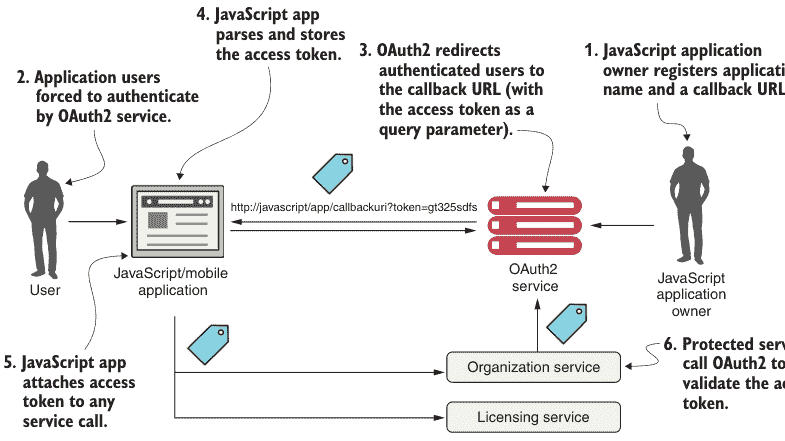 4. JavaScript app
parses and stores
the access token.
3. OAuth2 redirects
authenticated users to
the callback URL (with
the access token as a
query parameter).
1. JavaScript application
owner registers applicati
name and a callback URL
2. Application users
forced to authenticate
by OAuth2 service.
http://javascript/app/callbackuri?token=gt325sdfs
User
JavaScript/mobile
application
OAuth2
service
JavaScript
application
owner
5. JavaScript app
attaches access
token to any
service call.
Organization service
Licensing service
6. Protected serv
call OAuth2 to
validate the ac
token.